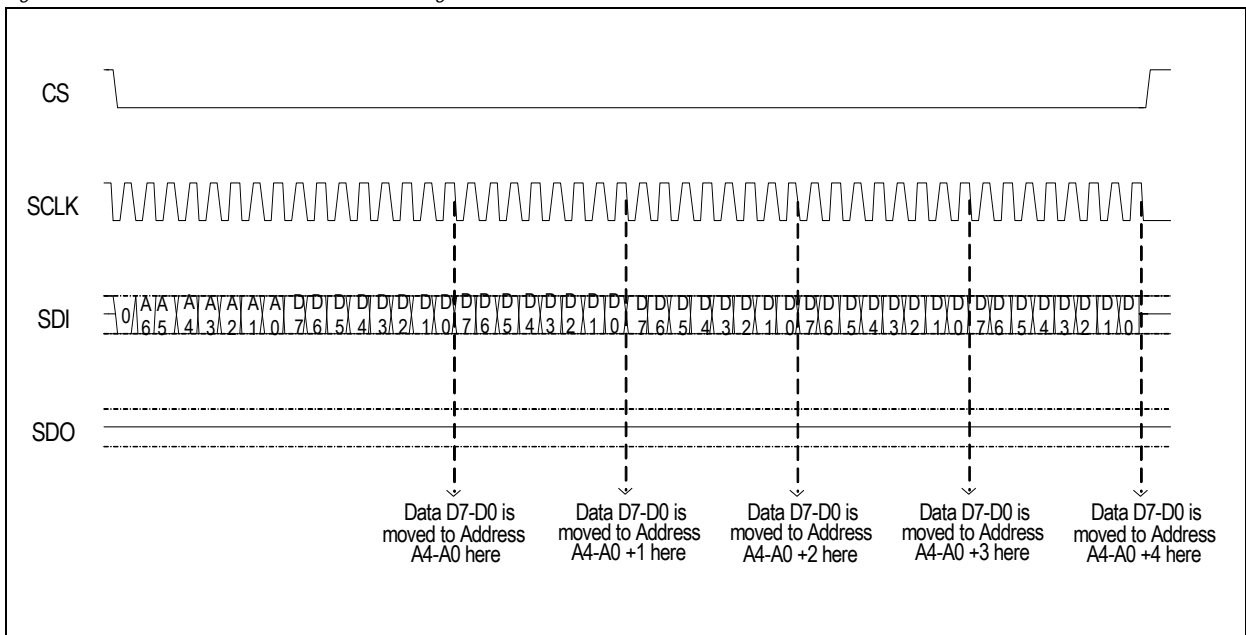 CS
SCLK
SDI
0 A6 A5 A4 A3 A2 A1 A0 D7 D6 D5 D4 D3 D2 D1 D0 D7 D6 D5 D4 D3 D2 D1 D0 D7 D6 D5 D4 D3 D2 D1 D0 D7 D6 D5 D4 D3 D2 D1 D0 D7 D6 D5 D4 D3 D2 D1 D0
SDO
Data D7-D0 is
moved to Address
A4-A0 here
Data D7-D0 is
moved to Address
A4-A0 +1 here
Data D7-D0 is
moved to Address
A4-A0 +2 here
Data D7-D0 is
moved to Address
A4-A0 +3 here
Data D7-D0 is
moved to Address
A4-A0 +4 here